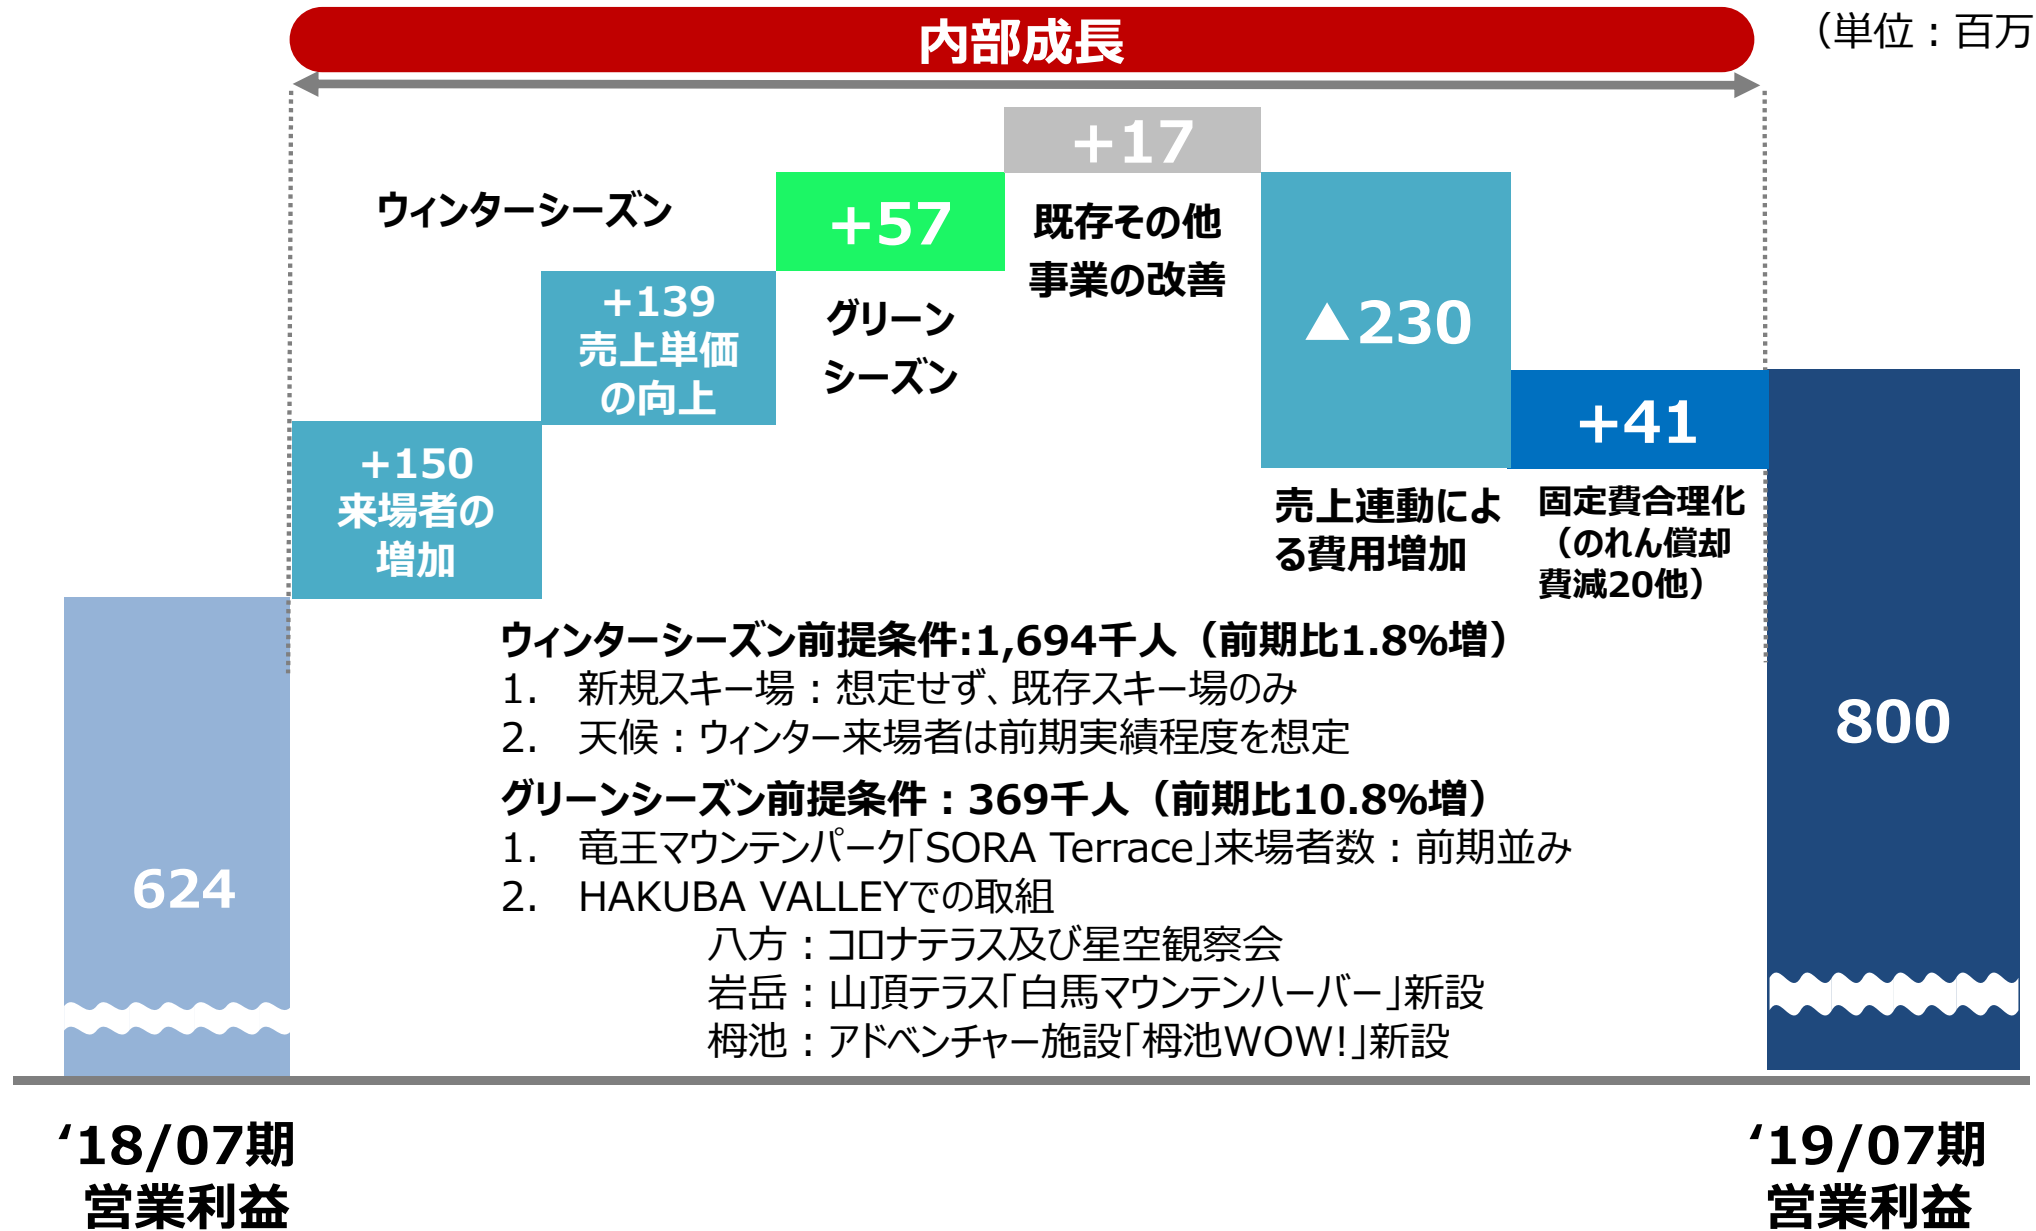 内部成長
（単位：百万
+17
ウィンターシーズン
+57
既存その他
事業の改善
+139
売上単価
の向上
グリーン
シーズン
▲230
+41
+150
来場者の
増加
売上連動によ
る費用増加
固定費合理化
（のれん償却
費減20他）
ウィンターシーズン前提条件:1,694千人（前期比1.8%増）
1. 新規スキー場：想定せず、既存スキー場のみ
2. 天候：ウィンター来場者は前期実績程度を想定
グリーンシーズン前提条件：369千人（前期比10.8%増）
1. 竜王マウンテンパーク「SORA Terrace」来場者数：前期並み
2. HAKUBA VALLEYでの取組
八方：コロナテラス及び星空観察会
岩岳：山頂テラス「白馬マウンテンハーバー」新設
栂池：アドベンチャー施設「栂池WOW!」新設
624
800
‘18/07期
営業利益
‘19/07期
営業利益